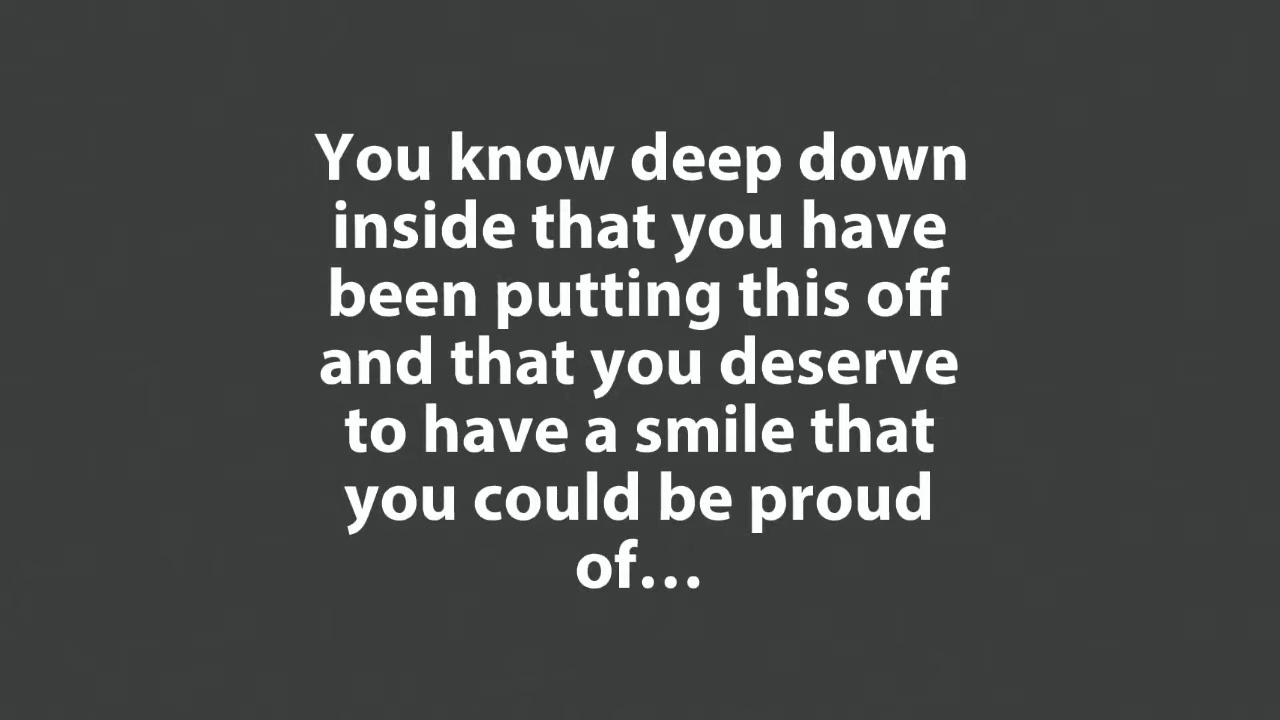 You know deep down
inside that you have
been putting this off
and that you deserve
to have a smile that
you could be proud
of...